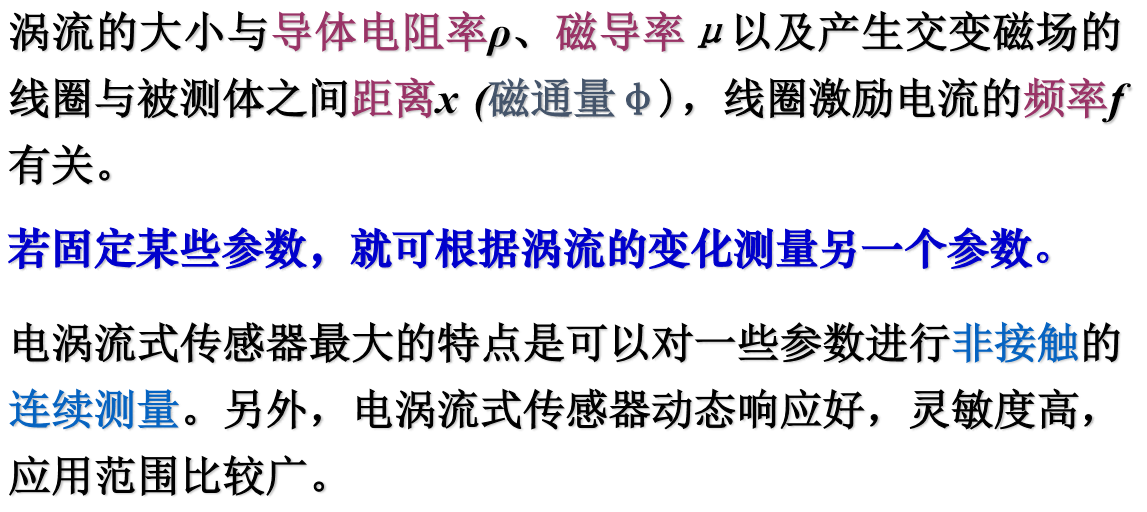 涡流的大小与导体电阻率ρ、磁导率μ以及产生交变磁场的
线圈与被测体之间距离x (磁通量Φ)，线圈激励电流的频率f
有关。
若固定某些参数，就可根据涡流的变化测量另一个参数。
电涡流式传感器最大的特点是可以对一些参数进行非接触的
连续测量。另外，电涡流式传感器动态响应好，灵敏度高，
应用范围比较广。